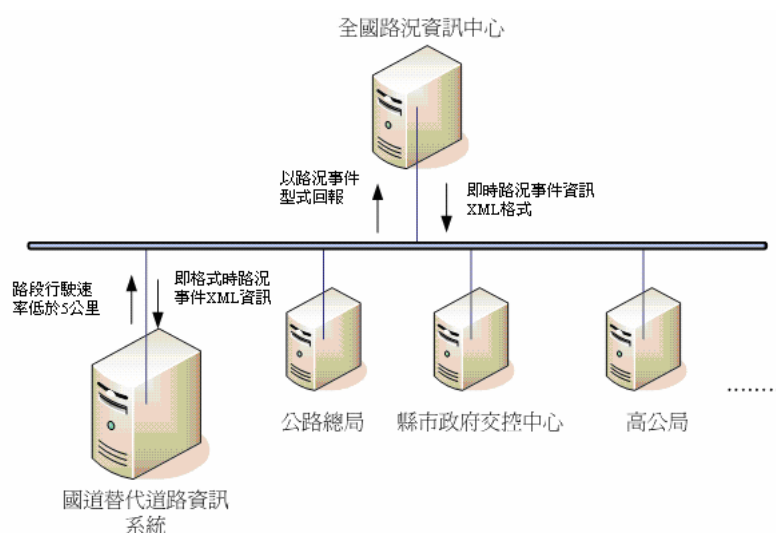 全國路況資訊中心
以路況事件
型式回報
即時路況事件資訊
XML格式
路段行駛速
率低於5公里
即格式時路況
事件XML資訊
公路總局
縣市政府交控中心
高公局
.......
國道替代道路資訊
系統